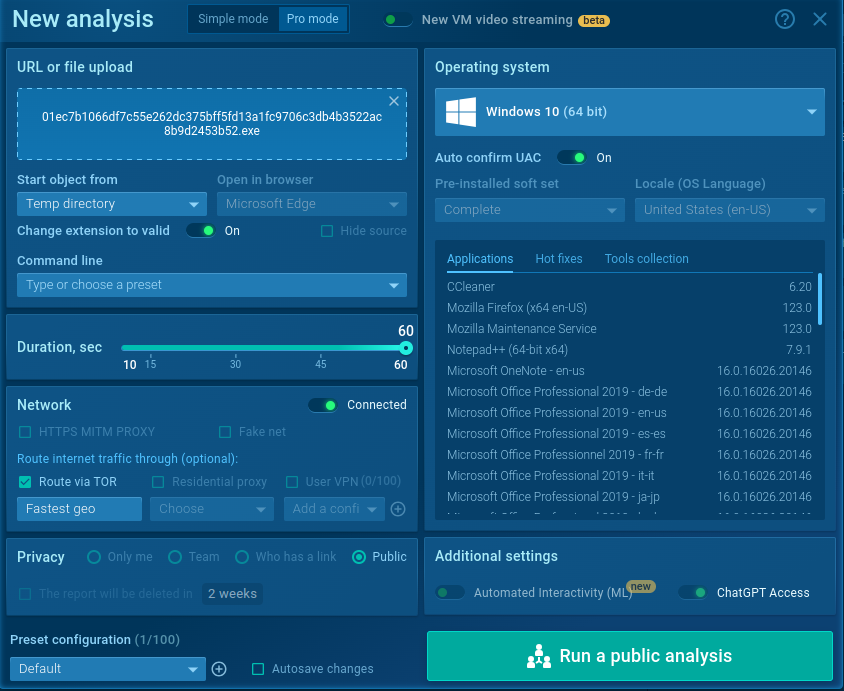 New analysis
Simple mode
Pro mode
New VM video streaming beta
URL or file upload
01ec7b1066df7c55e262dc375bff5fd13a1fc9706c3db4b3522ac
8b9d2453b52.exe
Start object from
Open in browser
Temp directory
Microsoft Edge
Change extension to valid
On
Hide source
Command line
Type or choose a preset
Duration, sec
60
10
15
30
45
60
Network
Connected
HTTPS MITM PROXY
Fake net
Route internet traffic through (optional):
Route via TOR
Residential proxy
User VPN (0/100)
Fastest geo
Choose
Add a confi
Privacy
Only me
Team
Who has a link
Public
The report will be deleted in 2 weeks
Preset configuration (1/100)
Default
Autosave changes
Operating system
Windows 10 (64 bit)
Auto confirm UAC
On
Pre-installed soft set
Locale (OS Language)
Complete
United States (en-US)
Applications
Hot fixes
Tools collection
CCleaner 6.20
Mozilla Firefox (x64 en-US) 123.0
Mozilla Maintenance Service 123.0
Notepad++ (64-bit x64) 7.9.1
Microsoft OneNote - en-us 16.0.16026.20146
Microsoft Office Professional 2019 - de-de 16.0.16026.20146
Microsoft Office Professional 2019 - en-us 16.0.16026.20146
Microsoft Office Professional 2019 - es-es 16.0.16026.20146
Microsoft Office Professionnel 2019 - fr-fr 16.0.16026.20146
Microsoft Office Professional 2019 - it-it 16.0.16026.20146
Microsoft Office Professional 2019 - ja-jp 16.0.16026.20146
Additional settings
Automated Interactivity (ML) new
ChatGPT Access
Run a public analysis